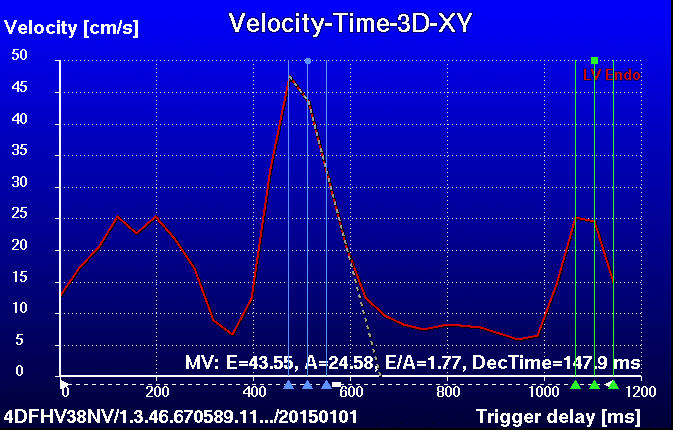 Velocity-Time-3D-XY
Velocity [cm/s]
50
LV Endo
45
40
35
30
25
20
15
10
5
MV: E=43.55, A=24.58, E/A=1.77, DecTime=147.9 ms
0
0 200 400 600 800 1000 1200
4DFHV38NV/1.3.46.670589.11.../20150101 Trigger delay [ms]